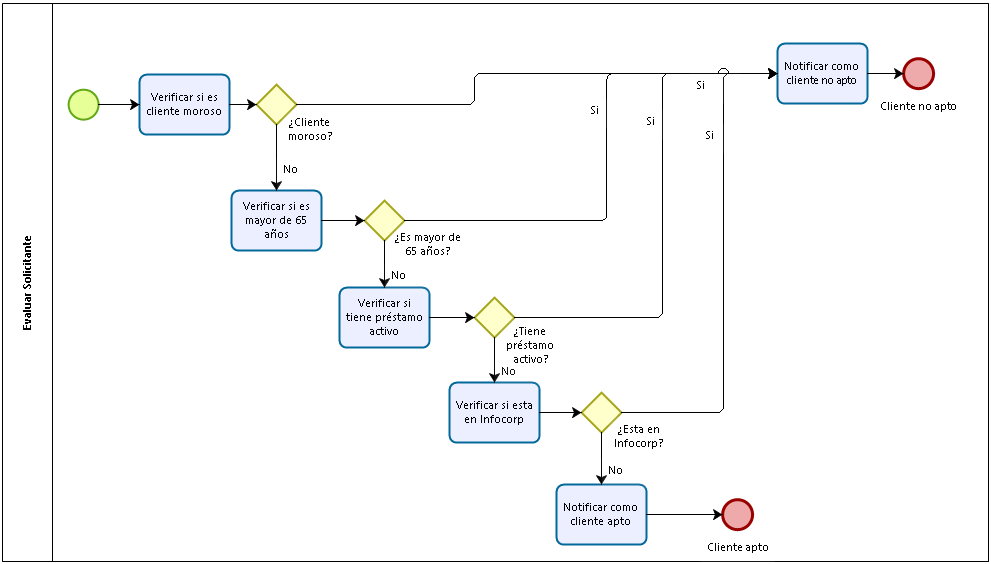 Evaluar Solicitante
Verificar si es
cliente moroso
¿Cliente
moroso?
No
Si
Si
Si
Si
Notificar como
cliente no apto
Cliente no apto
Verificar si es
mayor de 65
años
¿Es mayor de
65 años?
No
Verificar si
tiene préstamo
activo
¿Tiene
préstamo
activo?
No
Verificar si esta
en Infocorp
¿Esta en
Infocorp?
No
Notificar como
cliente apto
Cliente apto